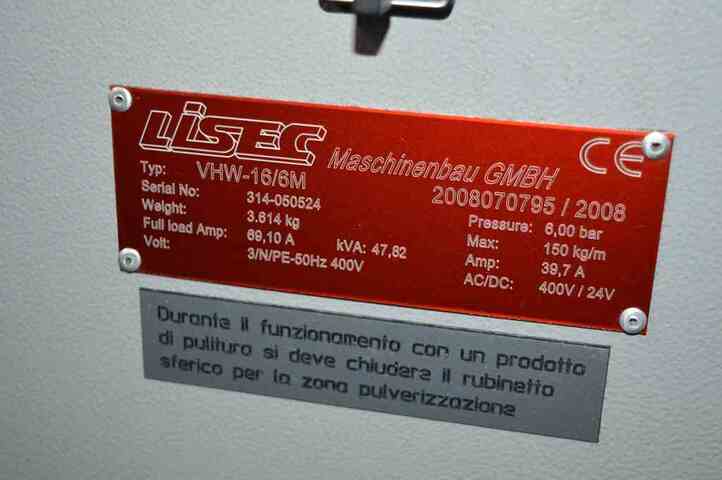 LiSEC Maschinenbau GMBH CE
Typ: VHW-16/6M 2008070795 / 2008
Serial No: 314-050524 Pressure: 6,00 bar
Weight: 3.614 kg Max: 150 kg/m
Full load Amp: 69,10 A kVA: 47,82 Amp: 39,7 A
Volt: 3/N/PE-50Hz 400V AC/DC: 400V / 24V
Durante il funzionamento con un prodotto
di pulitura si deve chiudere il rubinetto
sferico per la zona pulverizzazione